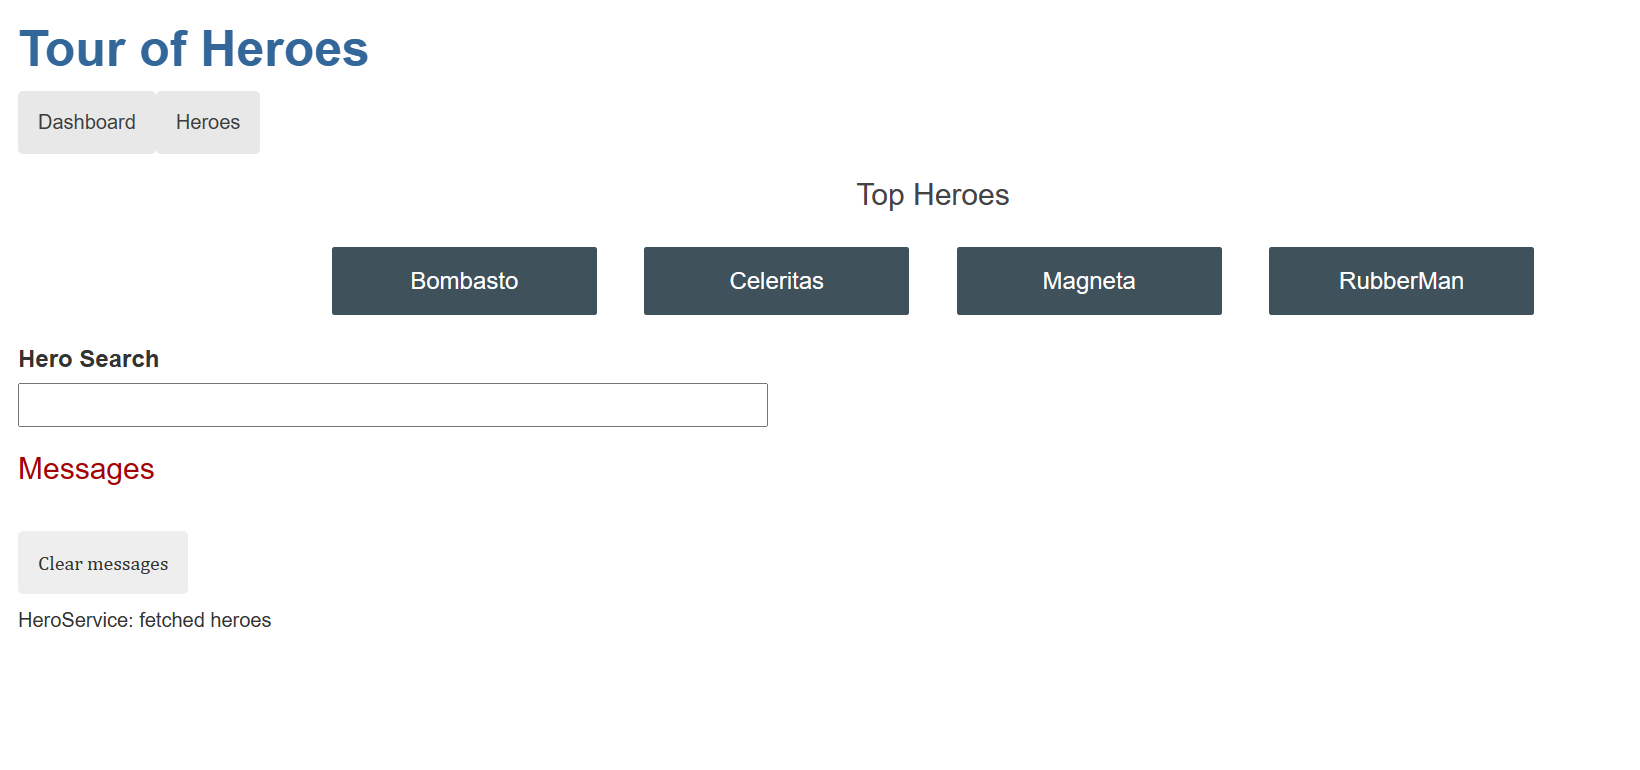 Tour of Heroes
Dashboard Heroes
Top Heroes
Bombasto Celeritas Magneta RubberMan
Hero Search
Messages
Clear messages
HeroService: fetched heroes